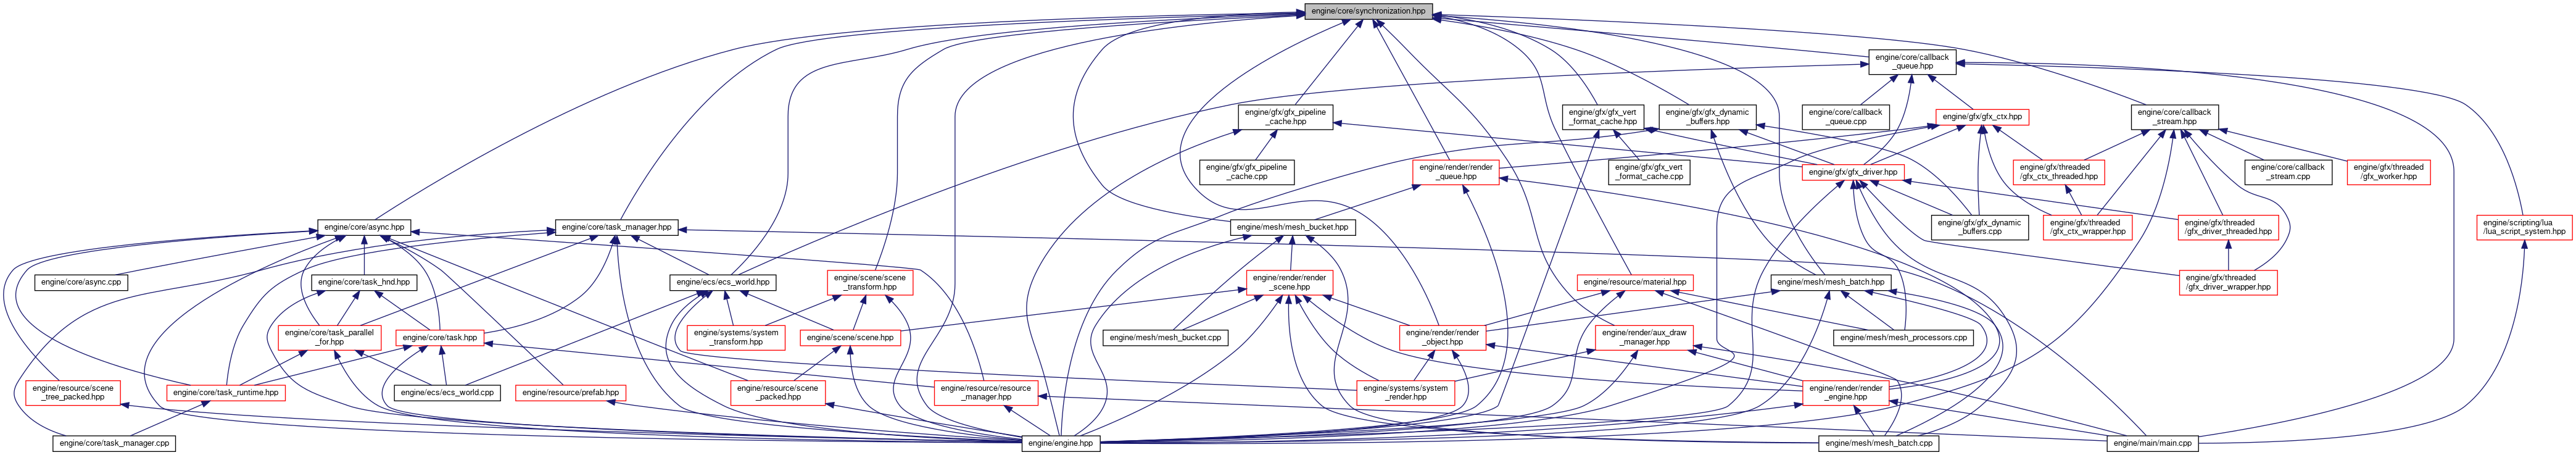 engine/core/synchronization.hpp
engine/core/callback
_queue.hpp
engine/gfx/gfx_pipeline
_cache.hpp
engine/gfx/gfx_vert
_format_cache.hpp
engine/gfx/gfx_dynamic
_buffers.hpp
engine/core/callback
_queue.cpp
engine/gfx/gfx_ctx.hpp
engine/core/callback
_stream.hpp
engine/gfx/gfx_pipeline
_cache.cpp
engine/render/render
_queue.hpp
engine/gfx/gfx_vert
_format_cache.cpp
engine/gfx/gfx_driver.hpp
engine/gfx/threaded
/gfx_ctx_threaded.hpp
engine/core/callback
_stream.cpp
engine/gfx/threaded
/gfx_worker.hpp
engine/core/async.hpp
engine/core/task_manager.hpp
engine/mesh/mesh_bucket.hpp
engine/gfx/gfx_dynamic
_buffers.cpp
engine/gfx/threaded
/gfx_ctx_wrapper.hpp
engine/gfx/threaded
/gfx_driver_threaded.hpp
engine/scripting/lua
/lua_script_system.hpp
engine/core/async.cpp
engine/core/task_hnd.hpp
engine/ecs/ecs_world.hpp
engine/scene/scene
_transform.hpp
engine/render/render
_scene.hpp
engine/resource/material.hpp
engine/mesh/mesh_batch.hpp
engine/gfx/threaded
/gfx_driver_wrapper.hpp
engine/core/task_parallel
_for.hpp
engine/core/task.hpp
engine/systems/system
_transform.hpp
engine/scene/scene.hpp
engine/mesh/mesh_bucket.cpp
engine/render/render
_object.hpp
engine/render/aux_draw
_manager.hpp
engine/mesh/mesh_processors.cpp
engine/resource/scene
_tree_packed.hpp
engine/core/task_runtime.hpp
engine/ecs/ecs_world.cpp
engine/resource/prefab.hpp
engine/resource/scene
_packed.hpp
engine/resource/resource
_manager.hpp
engine/systems/system
_render.hpp
engine/render/render
_engine.hpp
engine/core/task_manager.cpp
engine/engine.hpp
engine/mesh/mesh_batch.cpp
engine/main/main.cpp